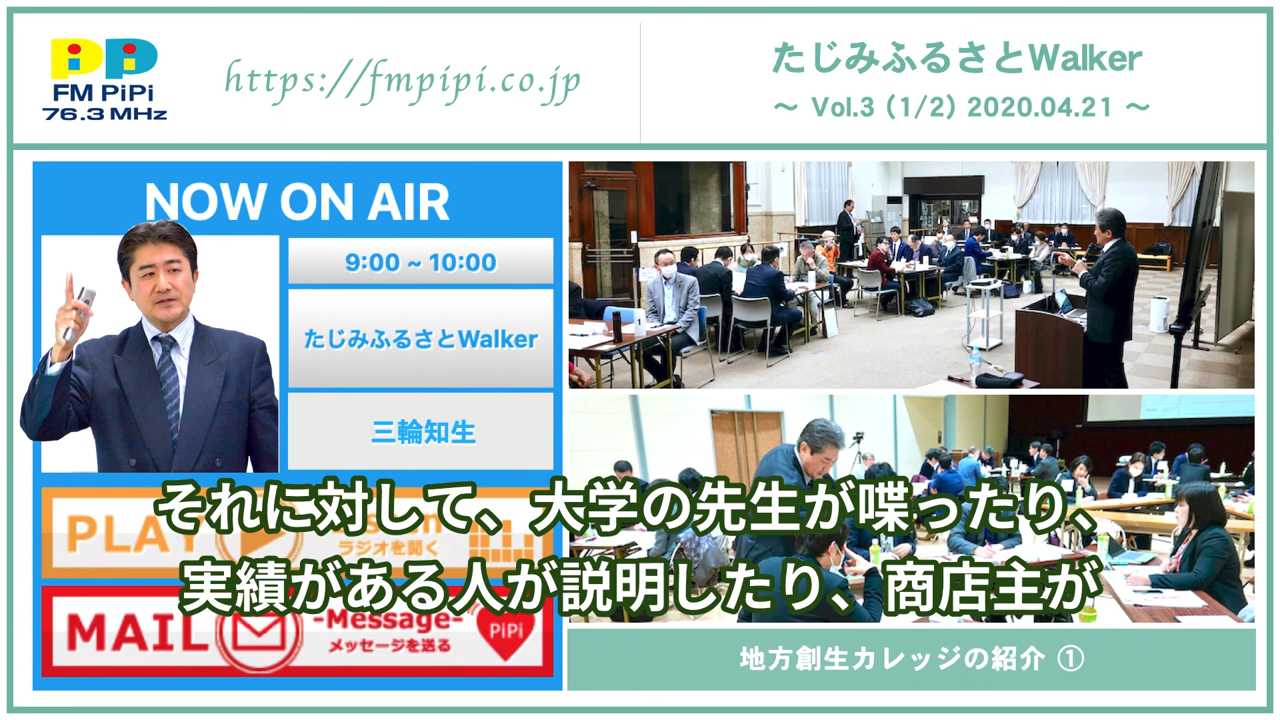 PiPi
FM PiPi
76.3 MHz
https://fmpipi.co.jp
たじみふるさとWalker
～ Vol.3 (1/2) 2020.04.21 ～
NOW ON AIR
9:00 ~ 10:00
たじみふるさとWalker
三輪知生
それに対して、大学の先生が喋ったり、
実績がある人が説明したり、商店主が
PLAY
ラジオを聞く
MAIL
-Message-
メッセージを送る
PiPi
地方創生カレッジの紹介 ①